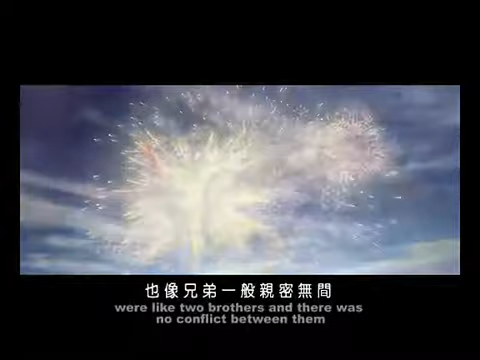 也像兄弟一般親密無間
were like two brothers and there was
no conflict between them